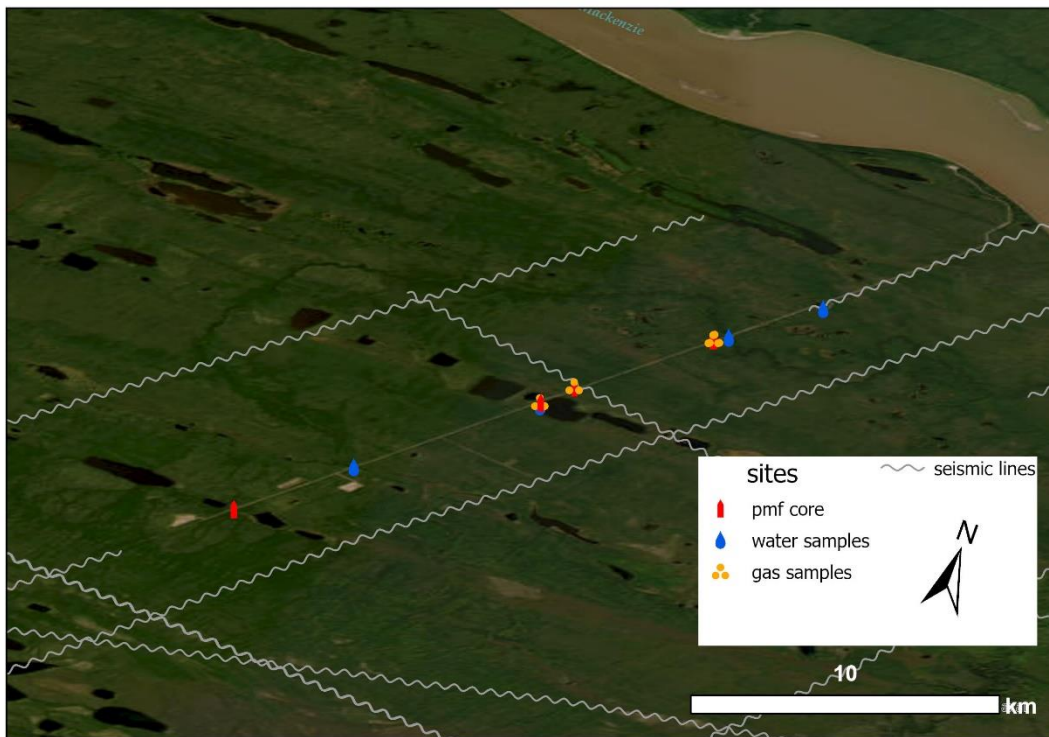 Mackenzie
sites
seismic lines
pmf core
water samples
gas samples
N
10
km